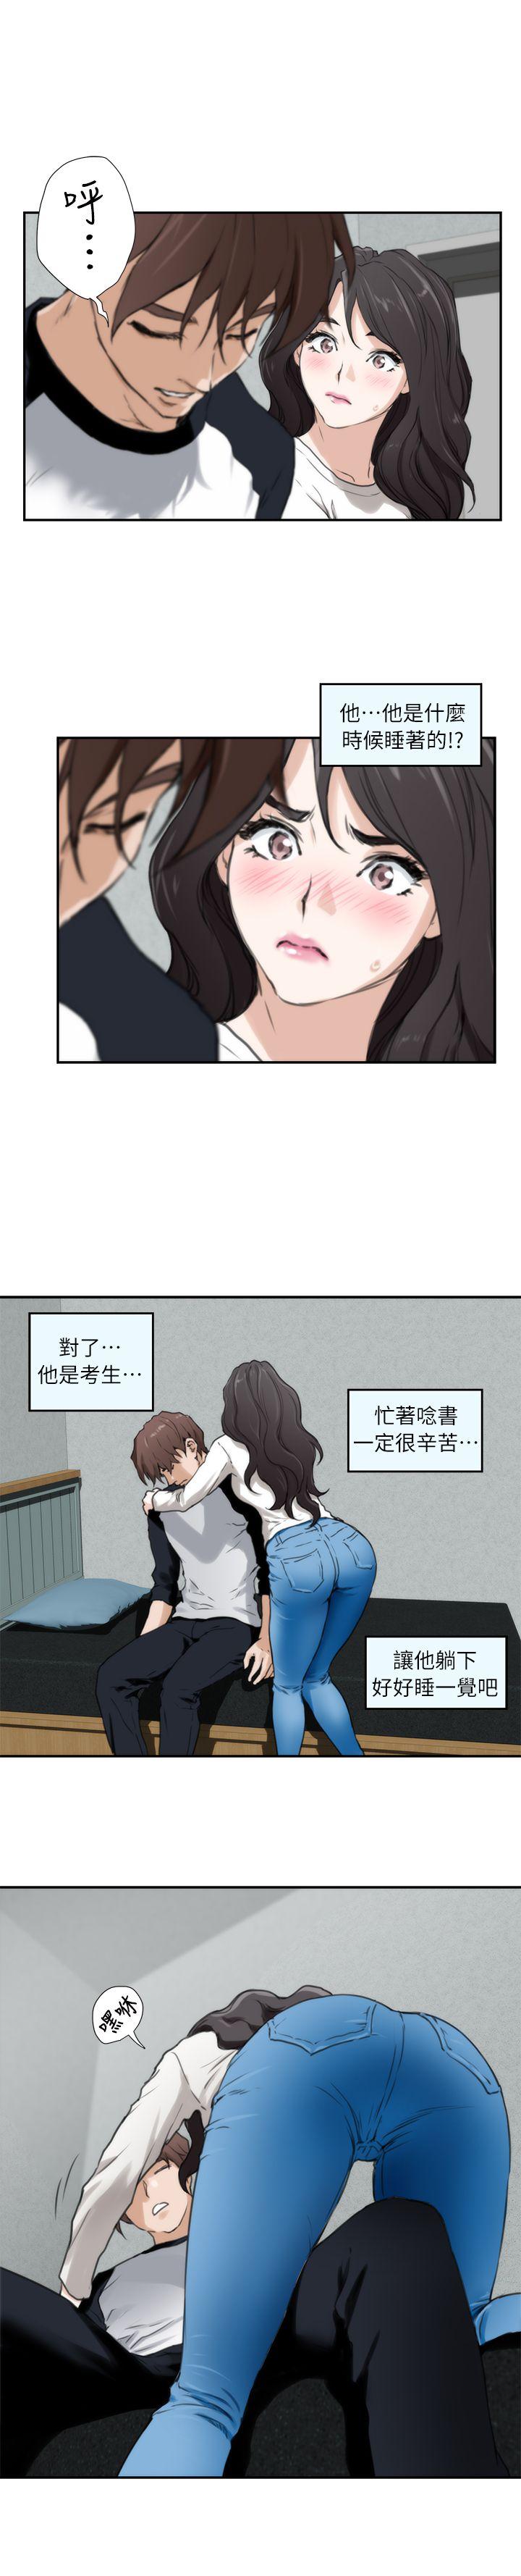 呼…
他…他是什麼
時候睡著的!?
對了…
他是考生…
忙著唸書
一定很辛苦…
讓他躺下
好好睡一覺吧
嘿咻